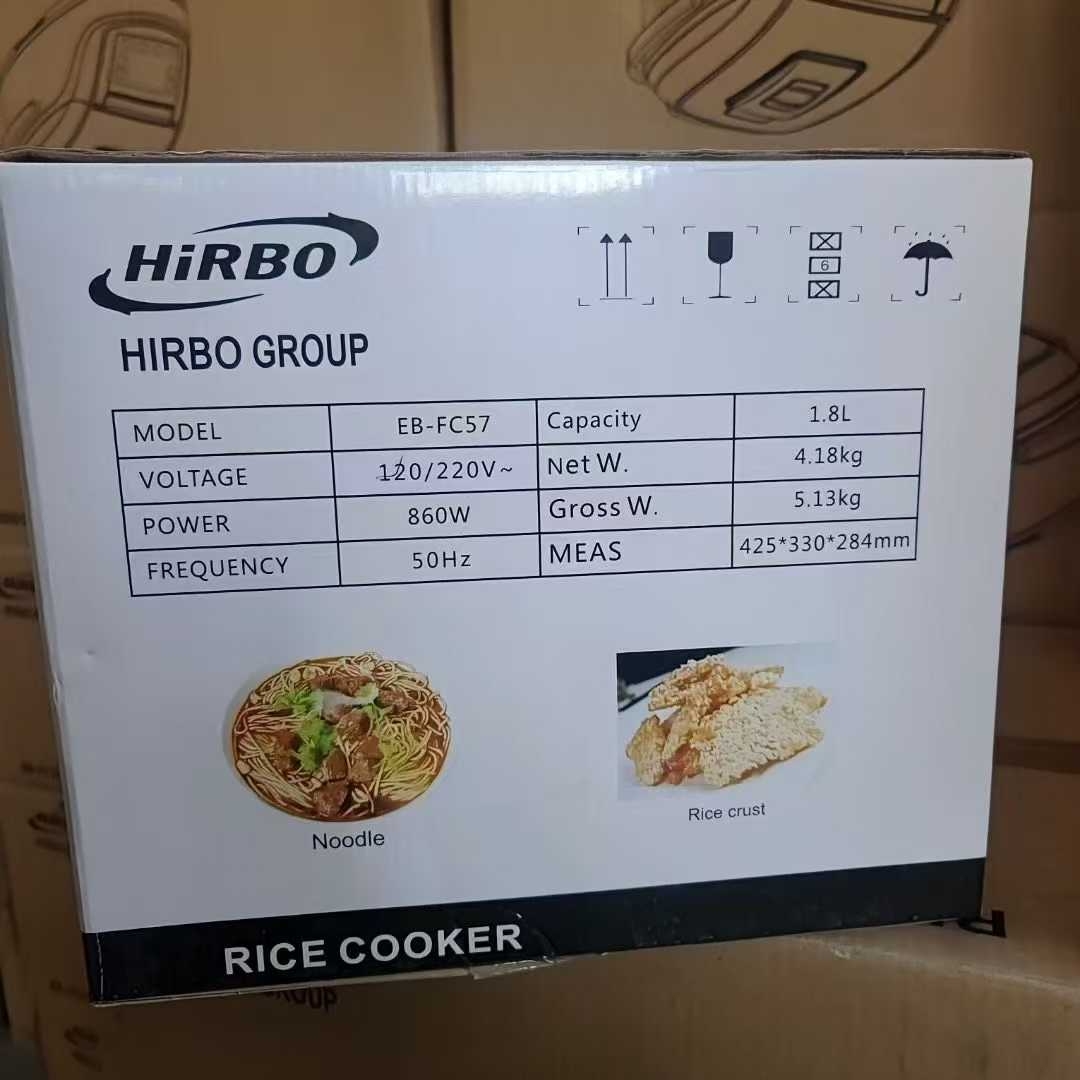 HiRBO
HIRBO GROUP
6
MODEL EB-FC57 Capacity 1.8L
VOLTAGE 120/220V~ Net W. 4.18kg
POWER 860W Gross W. 5.13kg
FREQUENCY 50Hz MEAS 425*330*284mm
Noodle
Rice crust
RICE COOKER